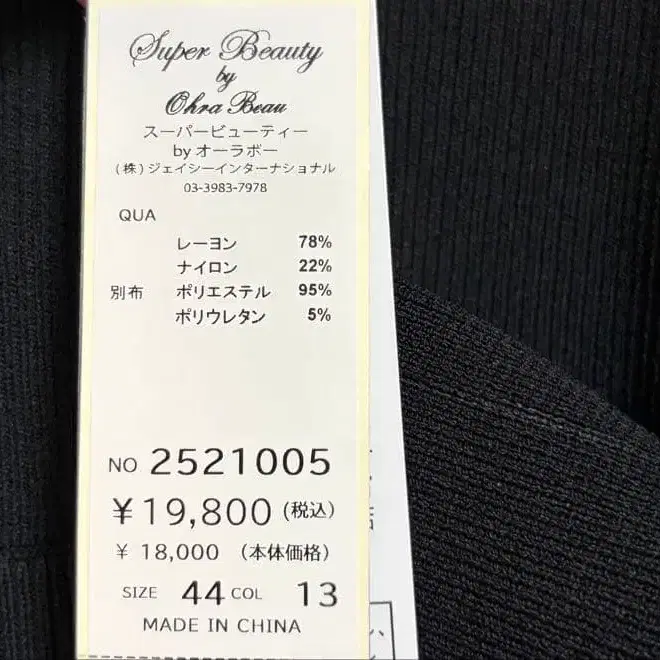 Super Beauty
by
Ohra Beau
スーパービューティー
by オーラボー
(株)ジェイシーインターナショナル
03-3983-7978
QUA
レーヨン 78%
ナイロン 22%
別布 ポリエステル 95%
ポリウレタン 5%
NO 2521005
¥19,800(税込)
¥ 18,000 (本体価格)
SIZE 44 COL 13
MADE IN CHINA